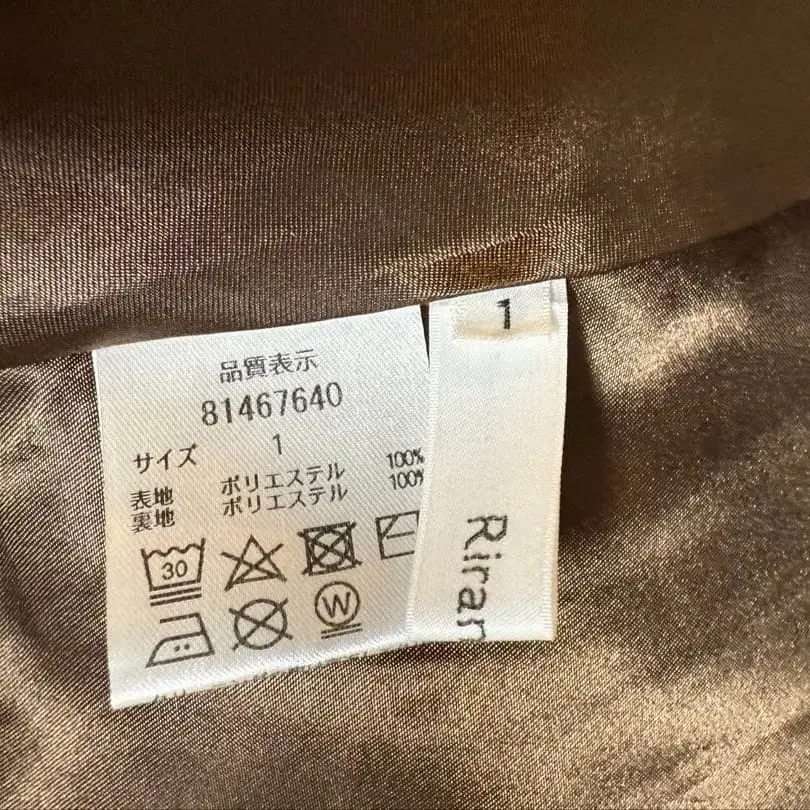 品質表示
81467640
サイズ 1
表地 ポリエステル 100%
裏地 ポリエステル 100%
30
W
1
Riran